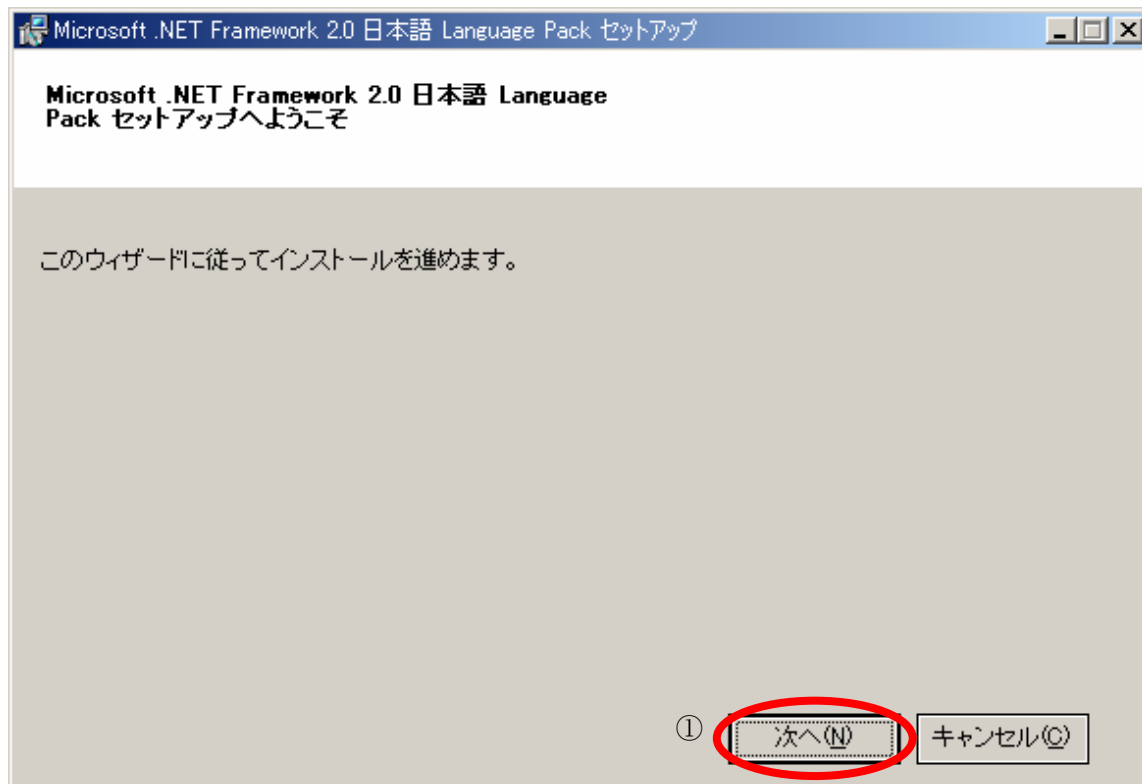 Microsoft .NET Framework 2.0 日本語 Language Pack セットアップ
Microsoft .NET Framework 2.0 日本語 Language
Pack セットアップへようこそ
このウィザードに従ってインストールを進めます。
① 次へ(N) キャンセル(C)